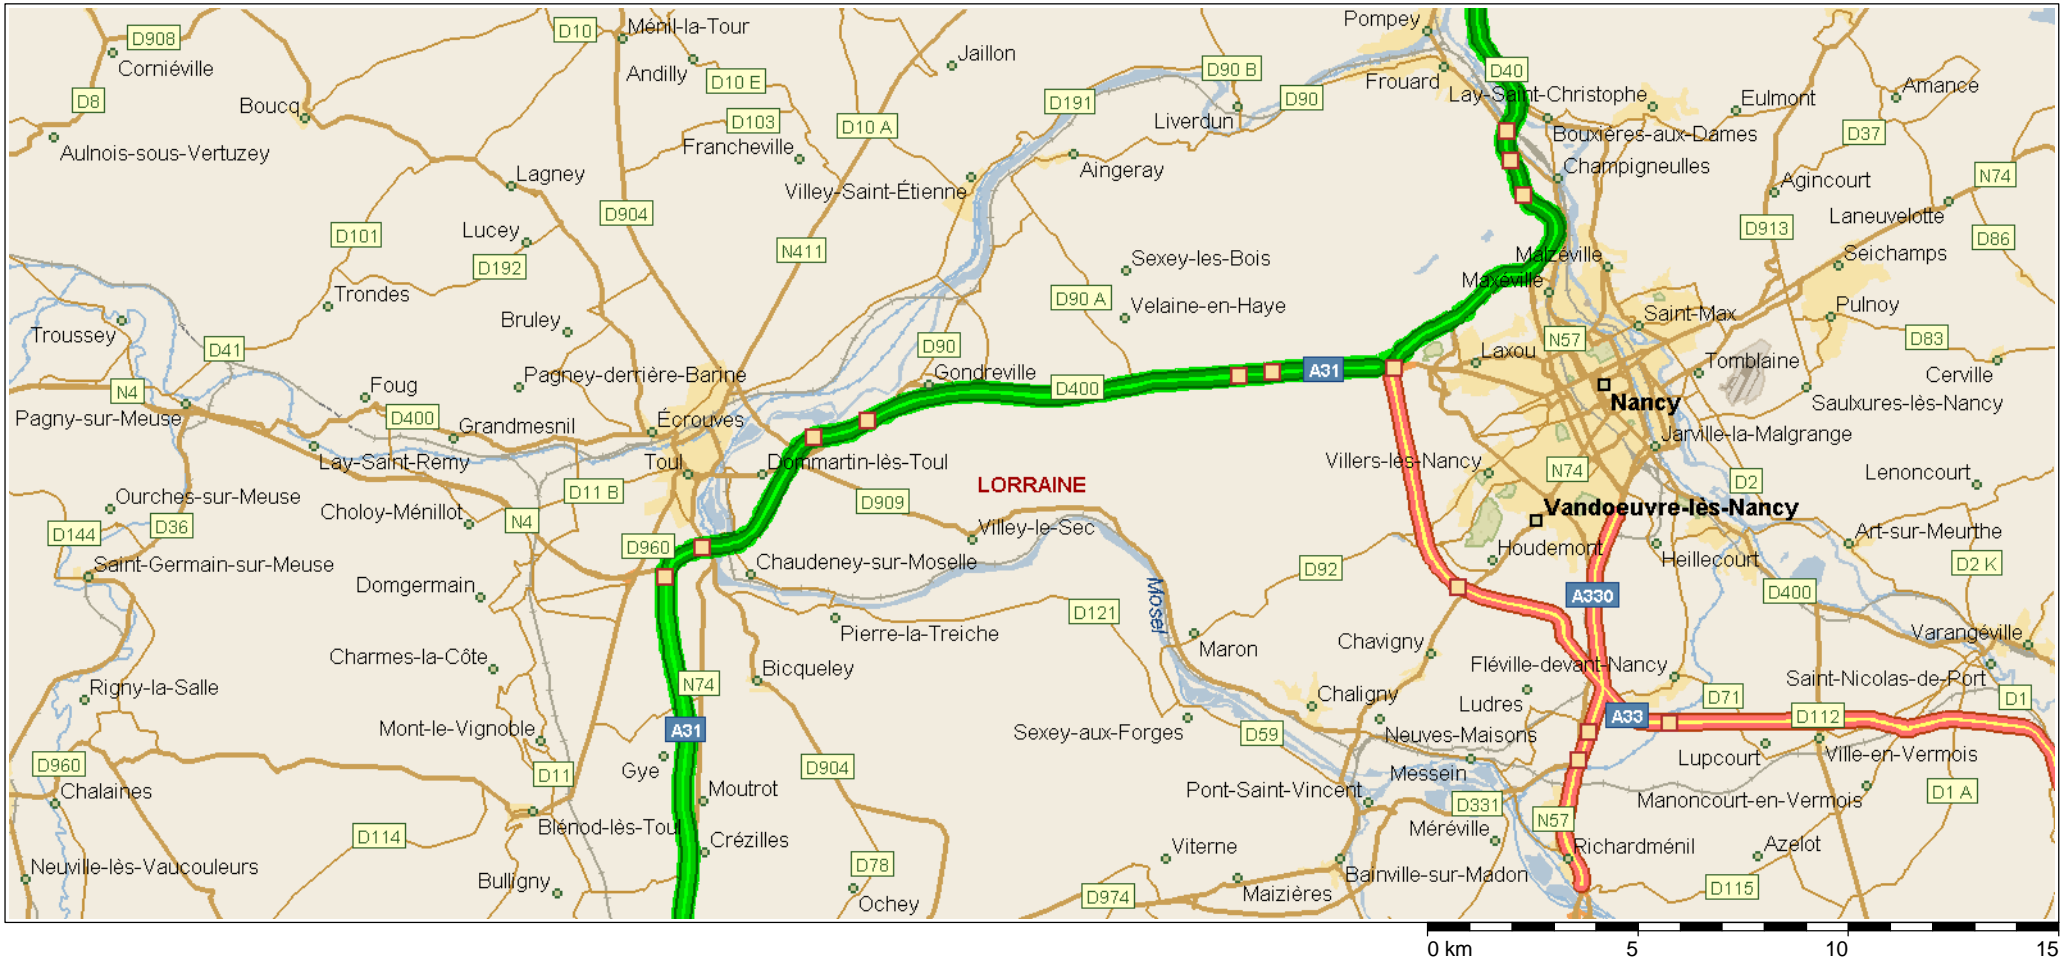 Pompey
Ménil-la-Tour
D10
D908
Corniéville
Jaillon
Andilly
D10 E
D90 B
Frouard
D40
Amance
D8
Boucq
D191
D90
Lay-Saint-Christophe
Eulmont
Liverdun
D103
D10 A
Bouxières-aux-Dames
D37
Aulnois-sous-Vertuzey
Francheville
Aingeray
Champigneulles
Lagney
Villey-Saint-Étienne
Agincourt
N74
D904
Laneuvelotte
D101
Lucey
D913
D86
N411
Sexey-les-Bois
Malzéville
Seichamps
D192
Maxéville
Trondes
D90 A
Velaine-en-Haye
Pulnoy
Troussey
Bruley
Saint-Max
D41
D90
N57
D83
Laxou
Tomblaine
Foug
Pagney-derrière-Barine
Gondreville
A31
Cerville
N4
D400
Nancy
Saulxures-lès-Nancy
Pagny-sur-Meuse
D400
Grandmesnil
Écrouves
Jarville-la-Malgrange
Lay-Saint-Remy
Toul
Dommartin-lès-Toul
Villers-lès-Nancy
N74
Lenoncourt
LORRAINE
D2
Ourches-sur-Meuse
D11 B
D909
Choloy-Ménillot
N4
Vandoeuvre-lès-Nancy
D144
D36
Villey-le-Sec
Art-sur-Meurthe
D960
Houdemont
Heillecourt
Saint-Germain-sur-Meuse
Chaudeney-sur-Moselle
D92
D2 K
Domgermain
Mosel
A330
D400
D121
Pierre-la-Treiche
Varangéville
Chavigny
Maron
Charmes-la-Côte
Bicqueley
Fléville-devant-Nancy
Saint-Nicolas-de-Port
Rigny-la-Salle
N74
Chaligny
Ludres
D71
D1
A33
D112
Mont-le-Vignoble
A31
Sexey-aux-Forges
D59
Neuves-Maisons
Lupcourt
Ville-en-Vermois
D960
D11
Gye
D904
Messein
Chalaines
Moutrot
Pont-Saint-Vincent
D331
Manoncourt-en-Vermois
D1 A
D114
Blénod-lès-Toul
N57
Méréville
Crézilles
Viterne
Richardménil
Azelot
Neuville-lès-Vaucouleurs
D78
Bainville-sur-Madon
Bulligny
D974
Maizières
D115
Ochey
0 km 5 10 15